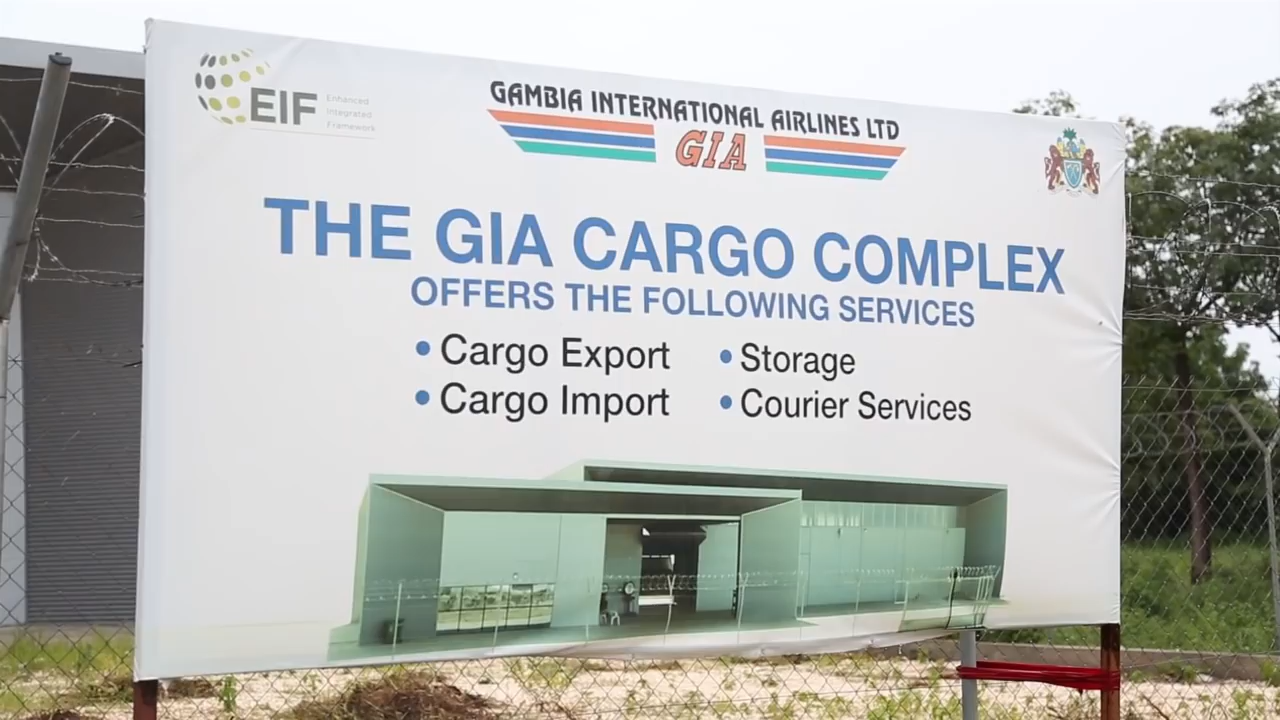 EIF
Enhanced
Integrated
Framework
GAMBIA INTERNATIONAL AIRLINES LTD
GIA
THE GIA CARGO COMPLEX
OFFERS THE FOLLOWING SERVICES
• Cargo Export
• Storage
• Cargo Import
• Courier Services